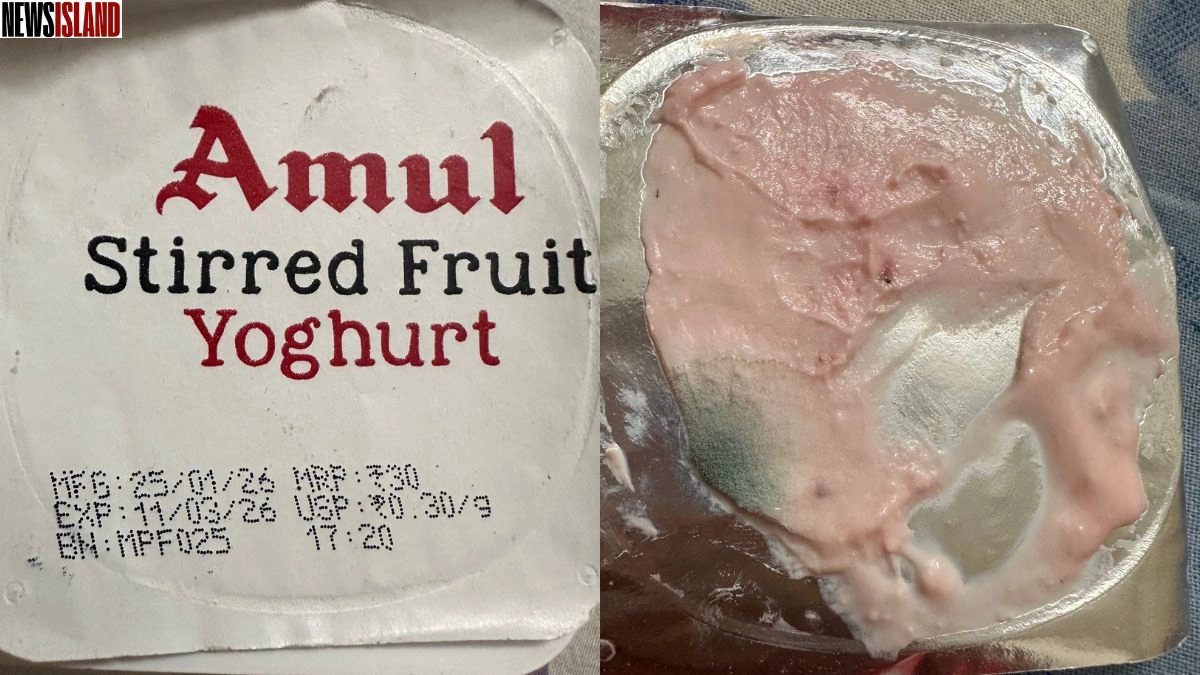 NEWSISLAND
Amul
Stirred Fruit
Yoghurt
MFG:25/01/26 MRP:₹30
EXP:11/03/26 USP:₹0.30/g
BN:MPF025 17:20